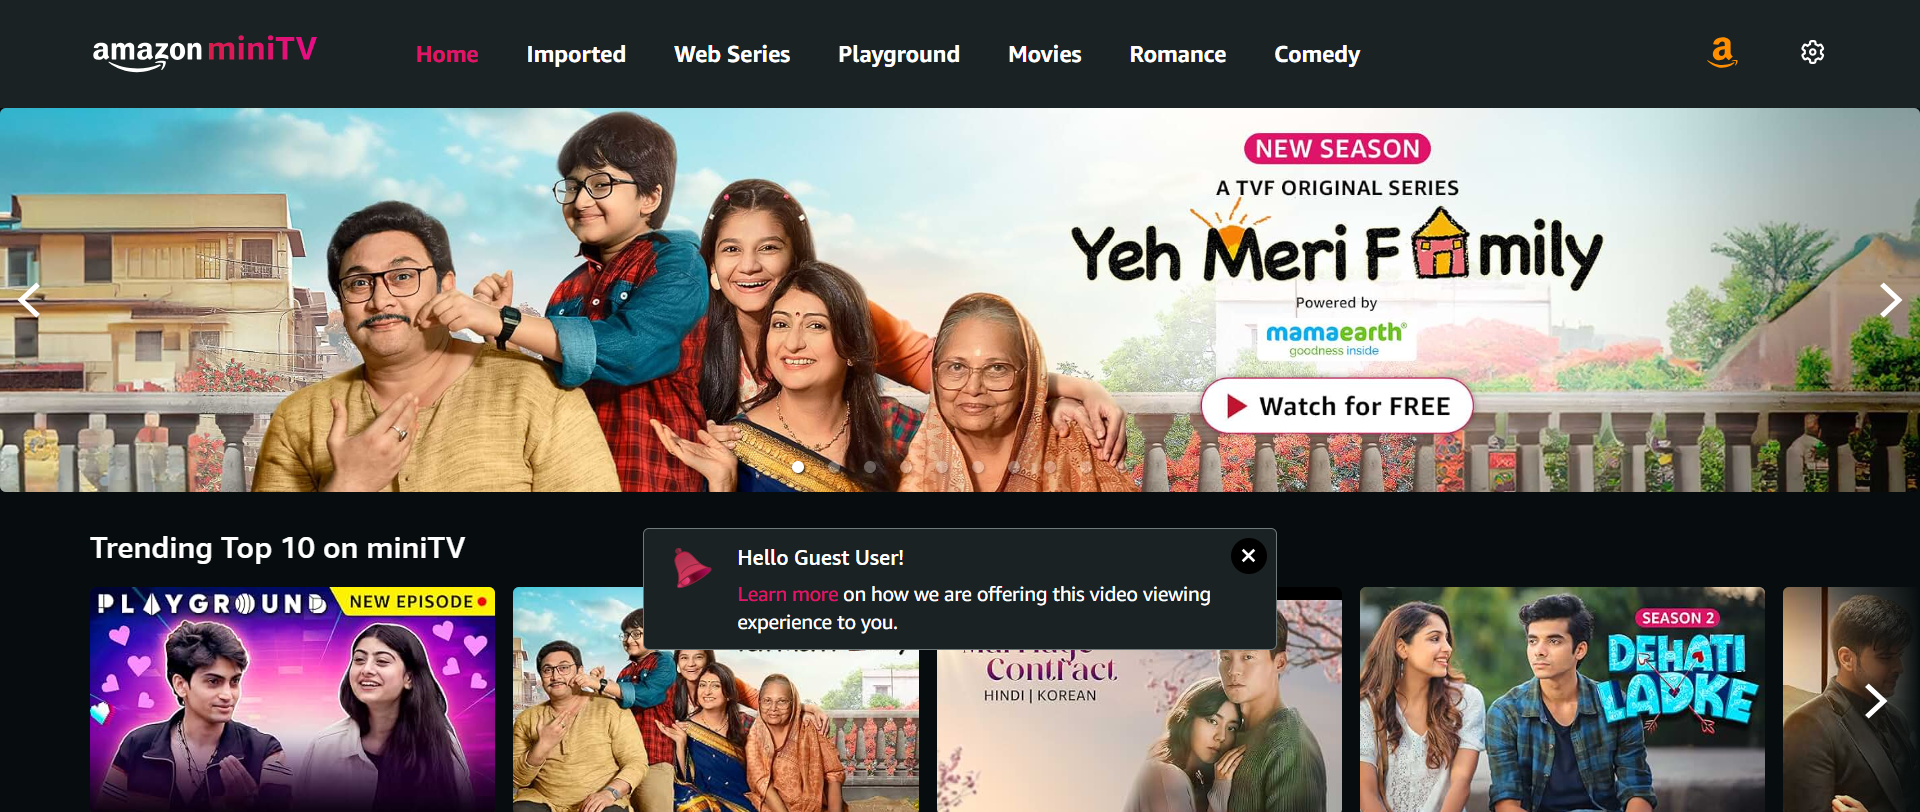 amazon miniTV
Home Imported Web Series Playground Movies Romance Comedy
NEW SEASON
A TVF ORIGINAL SERIES
Yeh Meri Family
Powered by
mamaearth
goodness inside
Watch for FREE
Trending Top 10 on miniTV
Hello Guest User!
Learn more on how we are offering this video viewing
experience to you.
PLAYGROUND
NEW EPISODE
Marriage
Contract
HINDI | KOREAN
SEASON 2
DEHATI
LADKE